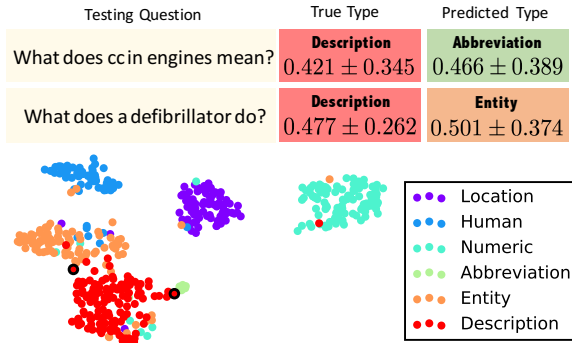 Testing Question True Type Predicted Type
What does cc in engines mean? Description 0.421 ± 0.345 Abbreviation 0.466 ± 0.389
What does a defibrillator do? Description 0.477 ± 0.262 Entity 0.501 ± 0.374
Location
Human
Numeric
Abbreviation
Entity
Description